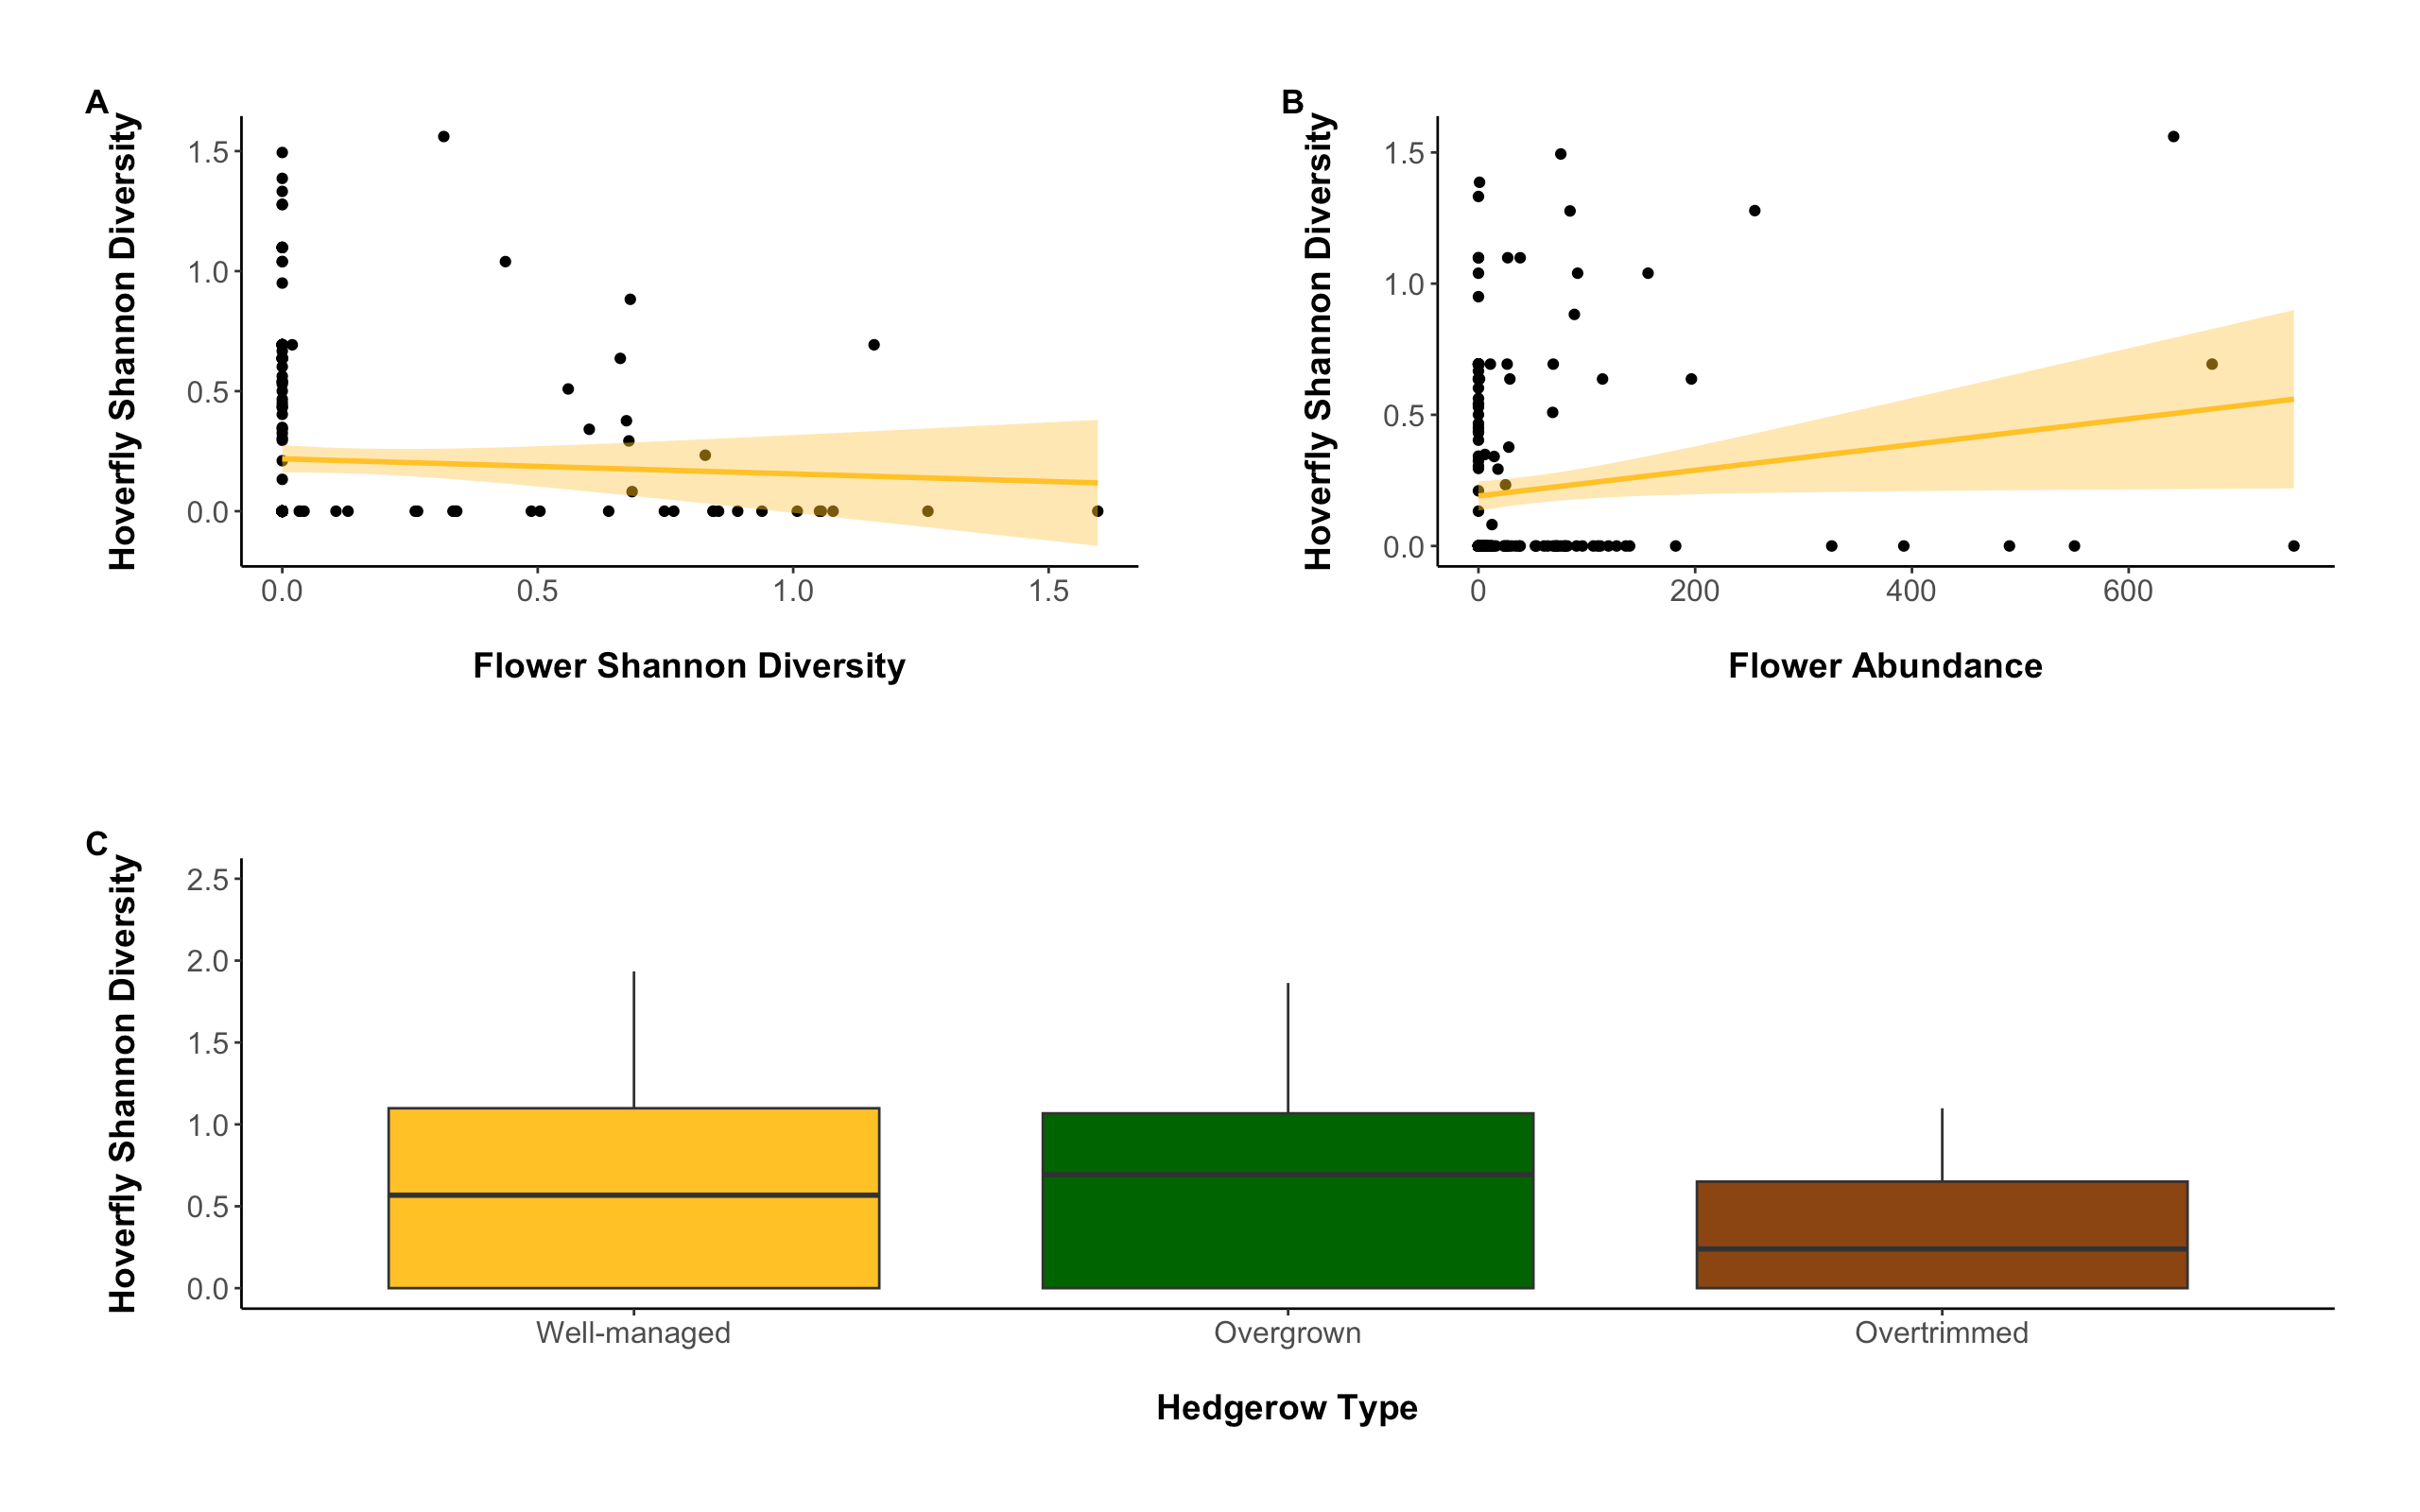 A
Hoverfly Shannon Diversity
1.5
1.0
0.5
0.0
0.0 0.5 1.0 1.5
Flower Shannon Diversity
B
Hoverfly Shannon Diversity
1.5
1.0
0.5
0.0
0 200 400 600
Flower Abundance
C
Hoverfly Shannon Diversity
2.5
2.0
1.5
1.0
0.5
0.0
Well-managed Overgrown Overtrimmed
Hedgerow Type